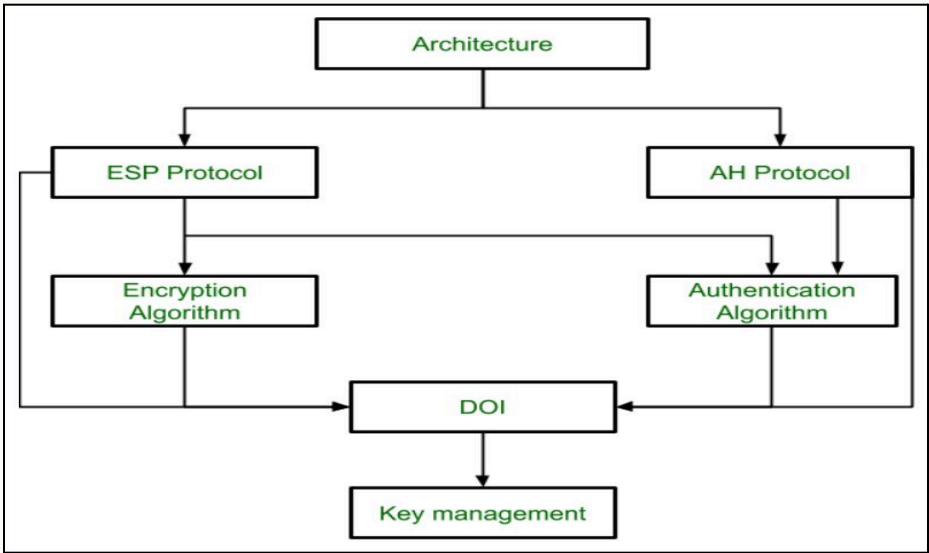 Architecture
ESP Protocol
AH Protocol
Encryption
Algorithm
Authentication
Algorithm
DOI
Key management